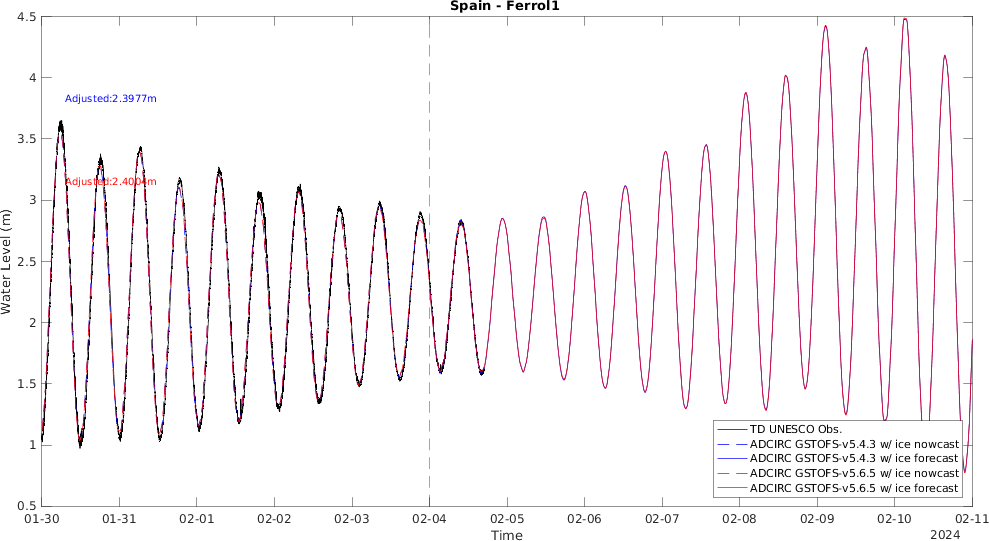 Spain - Ferrol1
Water Level (m)
4.5
4
3.5
3
2.5
2
1.5
1
0.5
Adjusted:2.3977m
Adjusted:2.4004m
TD UNESCO Obs.
ADCIRC GSTOFS-v5.4.3 w/ ice nowcast
ADCIRC GSTOFS-v5.4.3 w/ ice forecast
ADCIRC GSTOFS-v5.6.5 w/ ice nowcast
ADCIRC GSTOFS-v5.6.5 w/ ice forecast
01-30 01-31 02-01 02-02 02-03 02-04 02-05 02-06 02-07 02-08 02-09 02-10 02-11
Time
2024